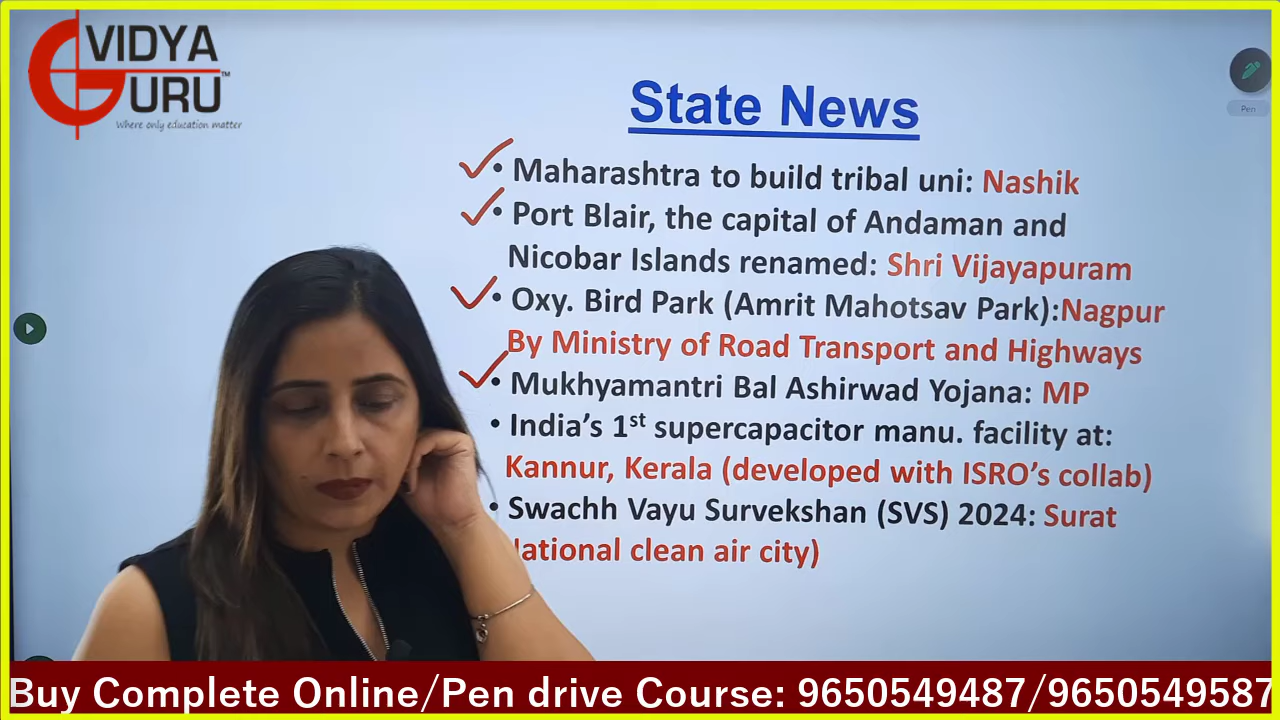 VIDYA
GURU™
Where only education matter
State News
Pen
• Maharashtra to build tribal uni: Nashik
• Port Blair, the capital of Andaman and
Nicobar Islands renamed: Shri Vijayapuram
• Oxy. Bird Park (Amrit Mahotsav Park):Nagpur
By Ministry of Road Transport and Highways
• Mukhyamantri Bal Ashirwad Yojana: MP
• India’s 1st supercapacitor manu. facility at:
Kannur, Kerala (developed with ISRO’s collab)
• Swachh Vayu Survekshan (SVS) 2024: Surat
clean air city)
Buy Complete Online/Pen drive Course: 9650549487/9650549587